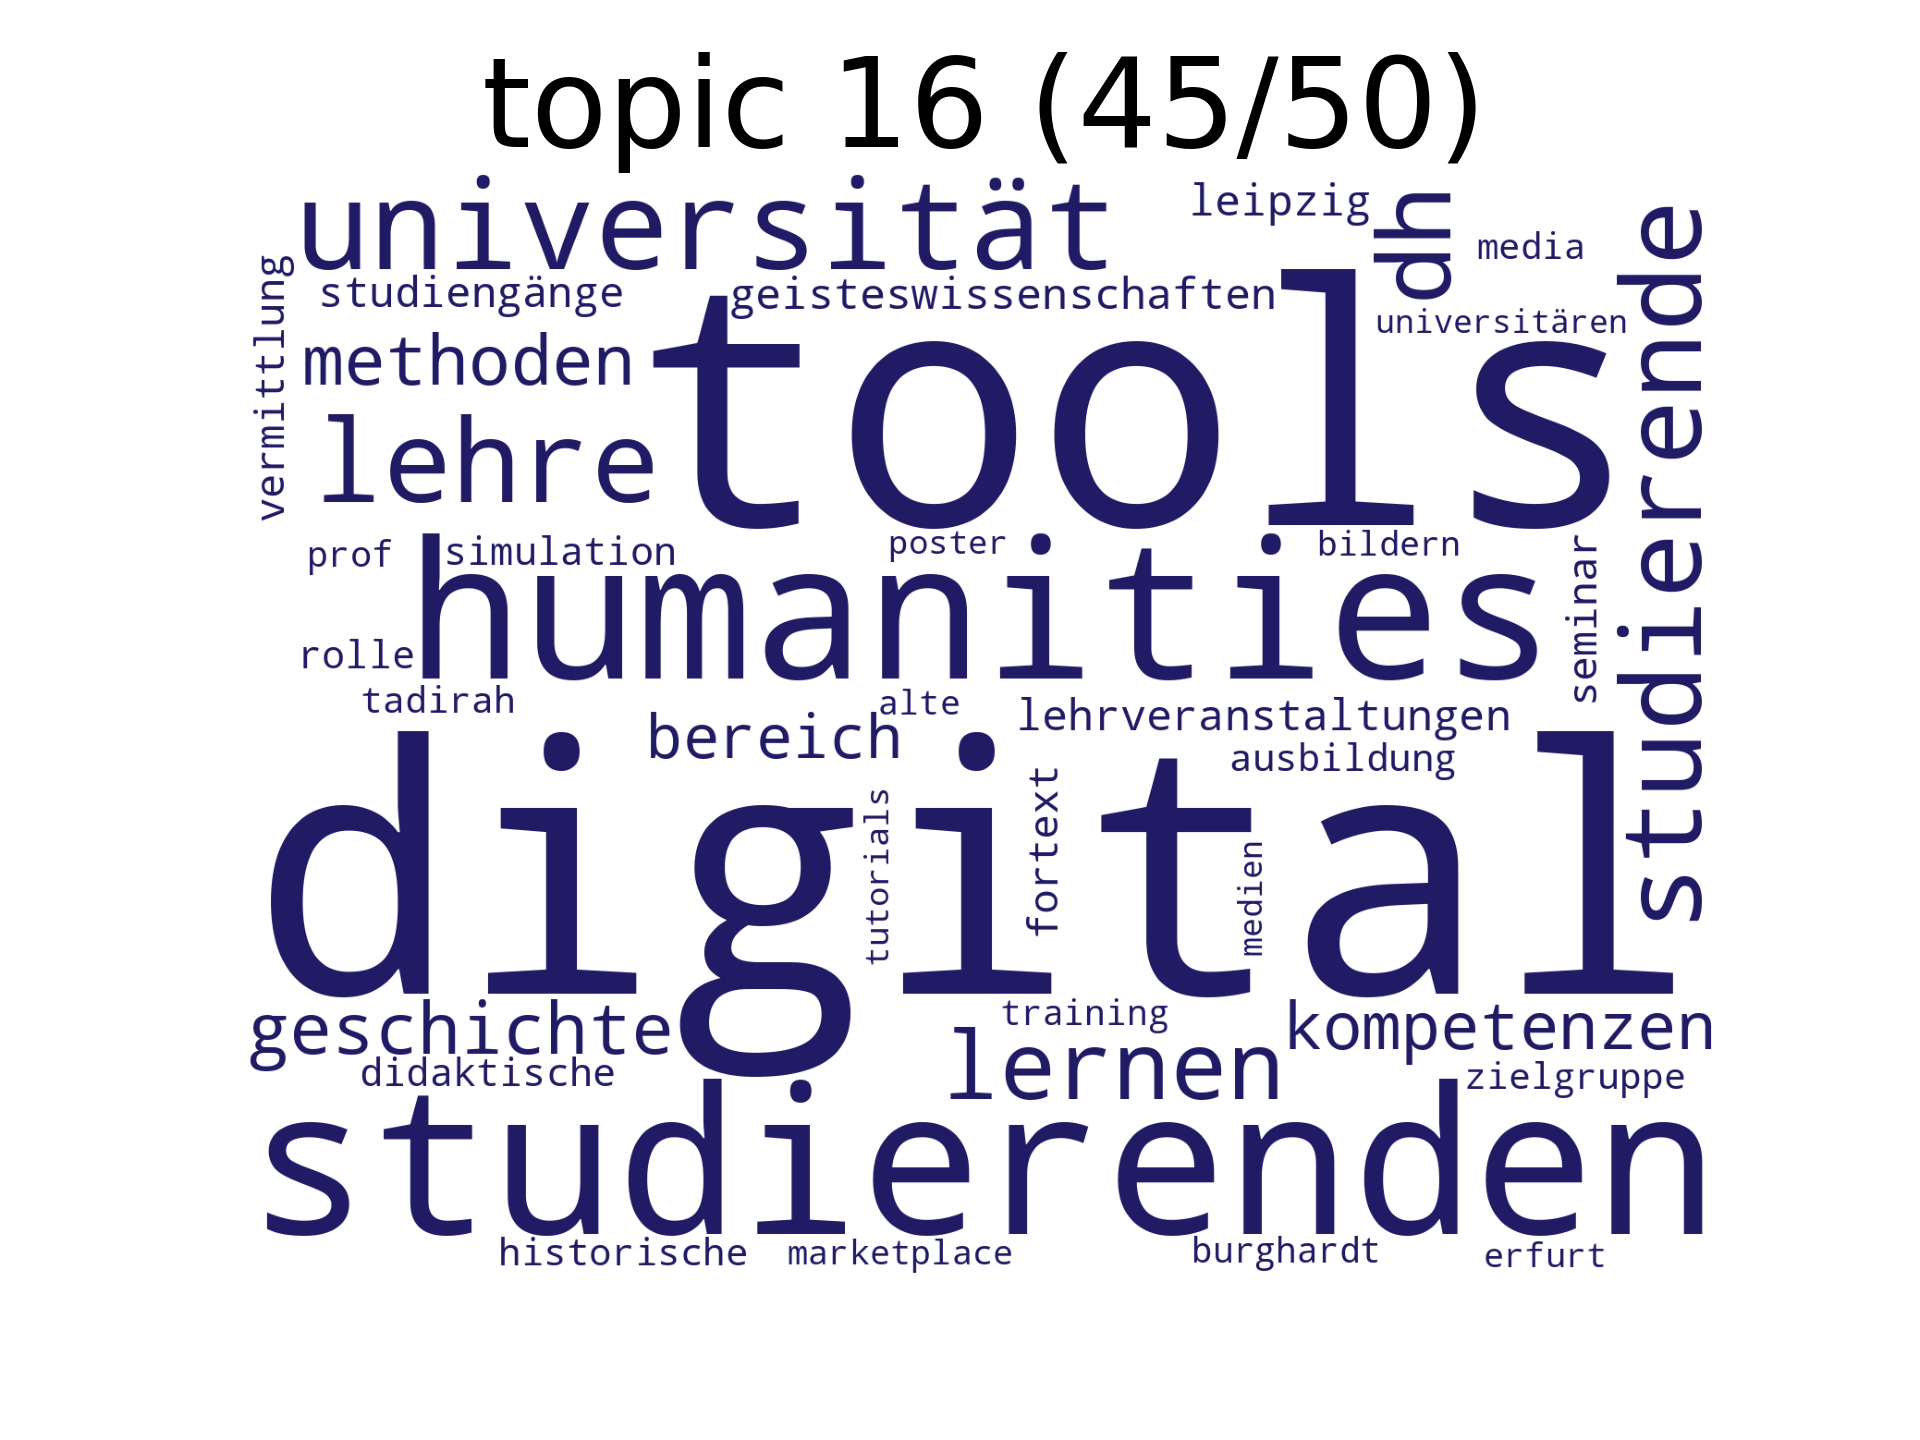 topic 16 (45/50)
universität
leipzig
dh
media
studierende
vermittlung
studiengänge
geisteswissenschaften
universitären
methoden
tools
lehre
prof
simulation
poster
bildern
seminar
humanities
rolle
tadirah
alte
bereich
lehrveranstaltungen
ausbildung
digital
tutorials
fortext
medien
geschichte
training
kompetenzen
didaktische
lernen
zielgruppe
studierenden
historische
marketplace
burghardt
erfurt